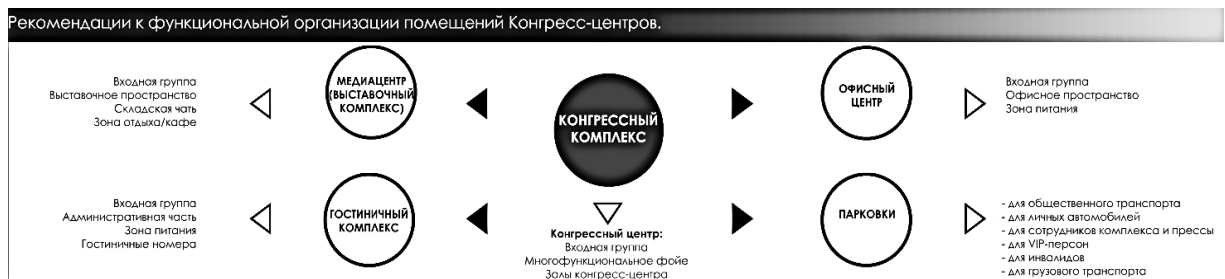 Рекомендации к функциональной организации помещений Конгресс-центров.
Входная группа
Выставочное пространство
Складская чать
Зона отдыха/кафе
МЕДИАЦЕНТР
(ВЫСТАВОЧНЫЙ
КОМПЛЕКС)
КОНГРЕССНЫЙ
КОМПЛЕКС
ОФИСНЫЙ
ЦЕНТР
Входная группа
Офисное пространство
Зона питания
Входная группа
Административная часть
Зона питания
Гостиничные номера
ГОСТИНИЧНЫЙ
КОМПЛЕКС
Конгрессный центр:
Входная группа
Многофункциональное фойе
Залы конгресс-центра
ПАРКОВКИ
- для общественного транспорта
- для личных автомобилей
- для сотрудников комплекса и прессы
- для VIP-персон
- для инвалидов
- для грузового транспорта